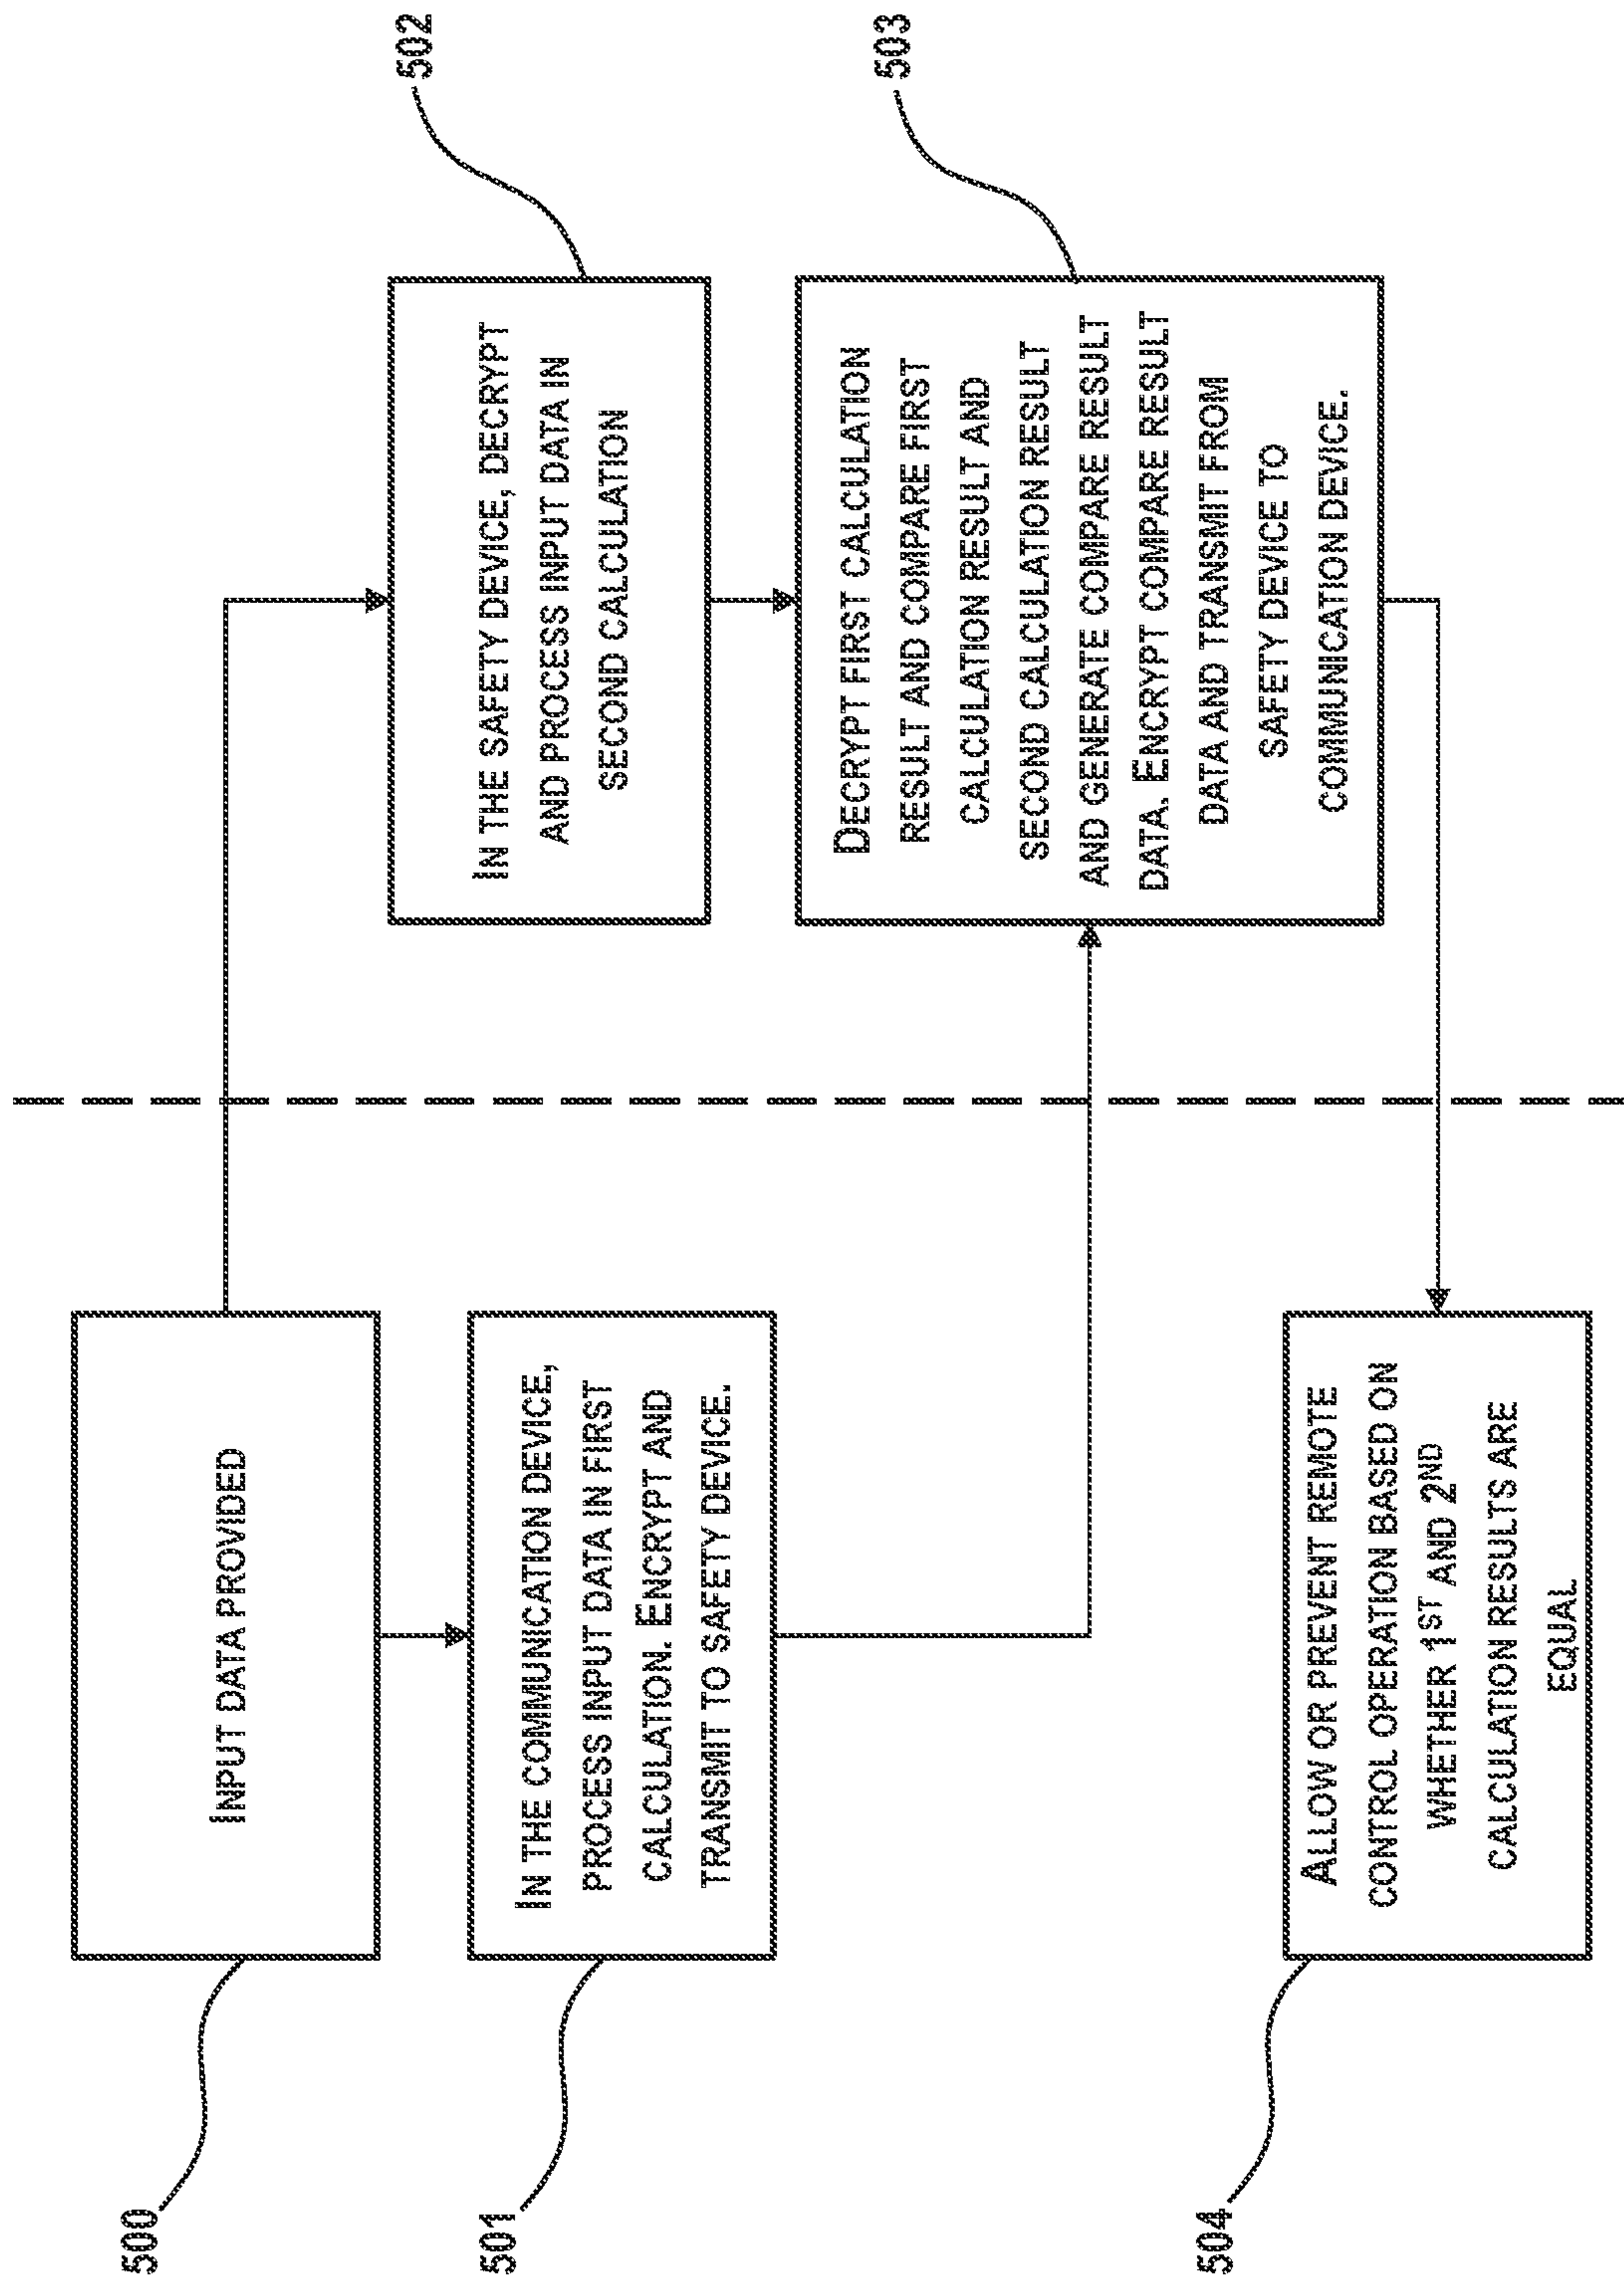 500
INPUT DATA PROVIDED
501
IN THE COMMUNICATION DEVICE,
PROCESS INPUT DATA IN FIRST
CALCULATION. ENCRYPT AND
TRANSMIT TO SAFETY DEVICE.
502
IN THE SAFETY DEVICE, DECRYPT
AND PROCESS INPUT DATA IN
SECOND CALCULATION
503
DECRYPT FIRST CALCULATION
RESULT AND COMPARE FIRST
CALCULATION RESULT AND
SECOND CALCULATION RESULT
AND GENERATE COMPARE RESULT
DATA. ENCRYPT COMPARE RESULT
DATA AND TRANSMIT FROM
SAFETY DEVICE TO
COMMUNICATION DEVICE.
504
ALLOW OR PREVENT REMOTE
CONTROL OPERATION BASED ON
WHETHER 1ST AND 2ND
CALCULATION RESULTS ARE
EQUAL